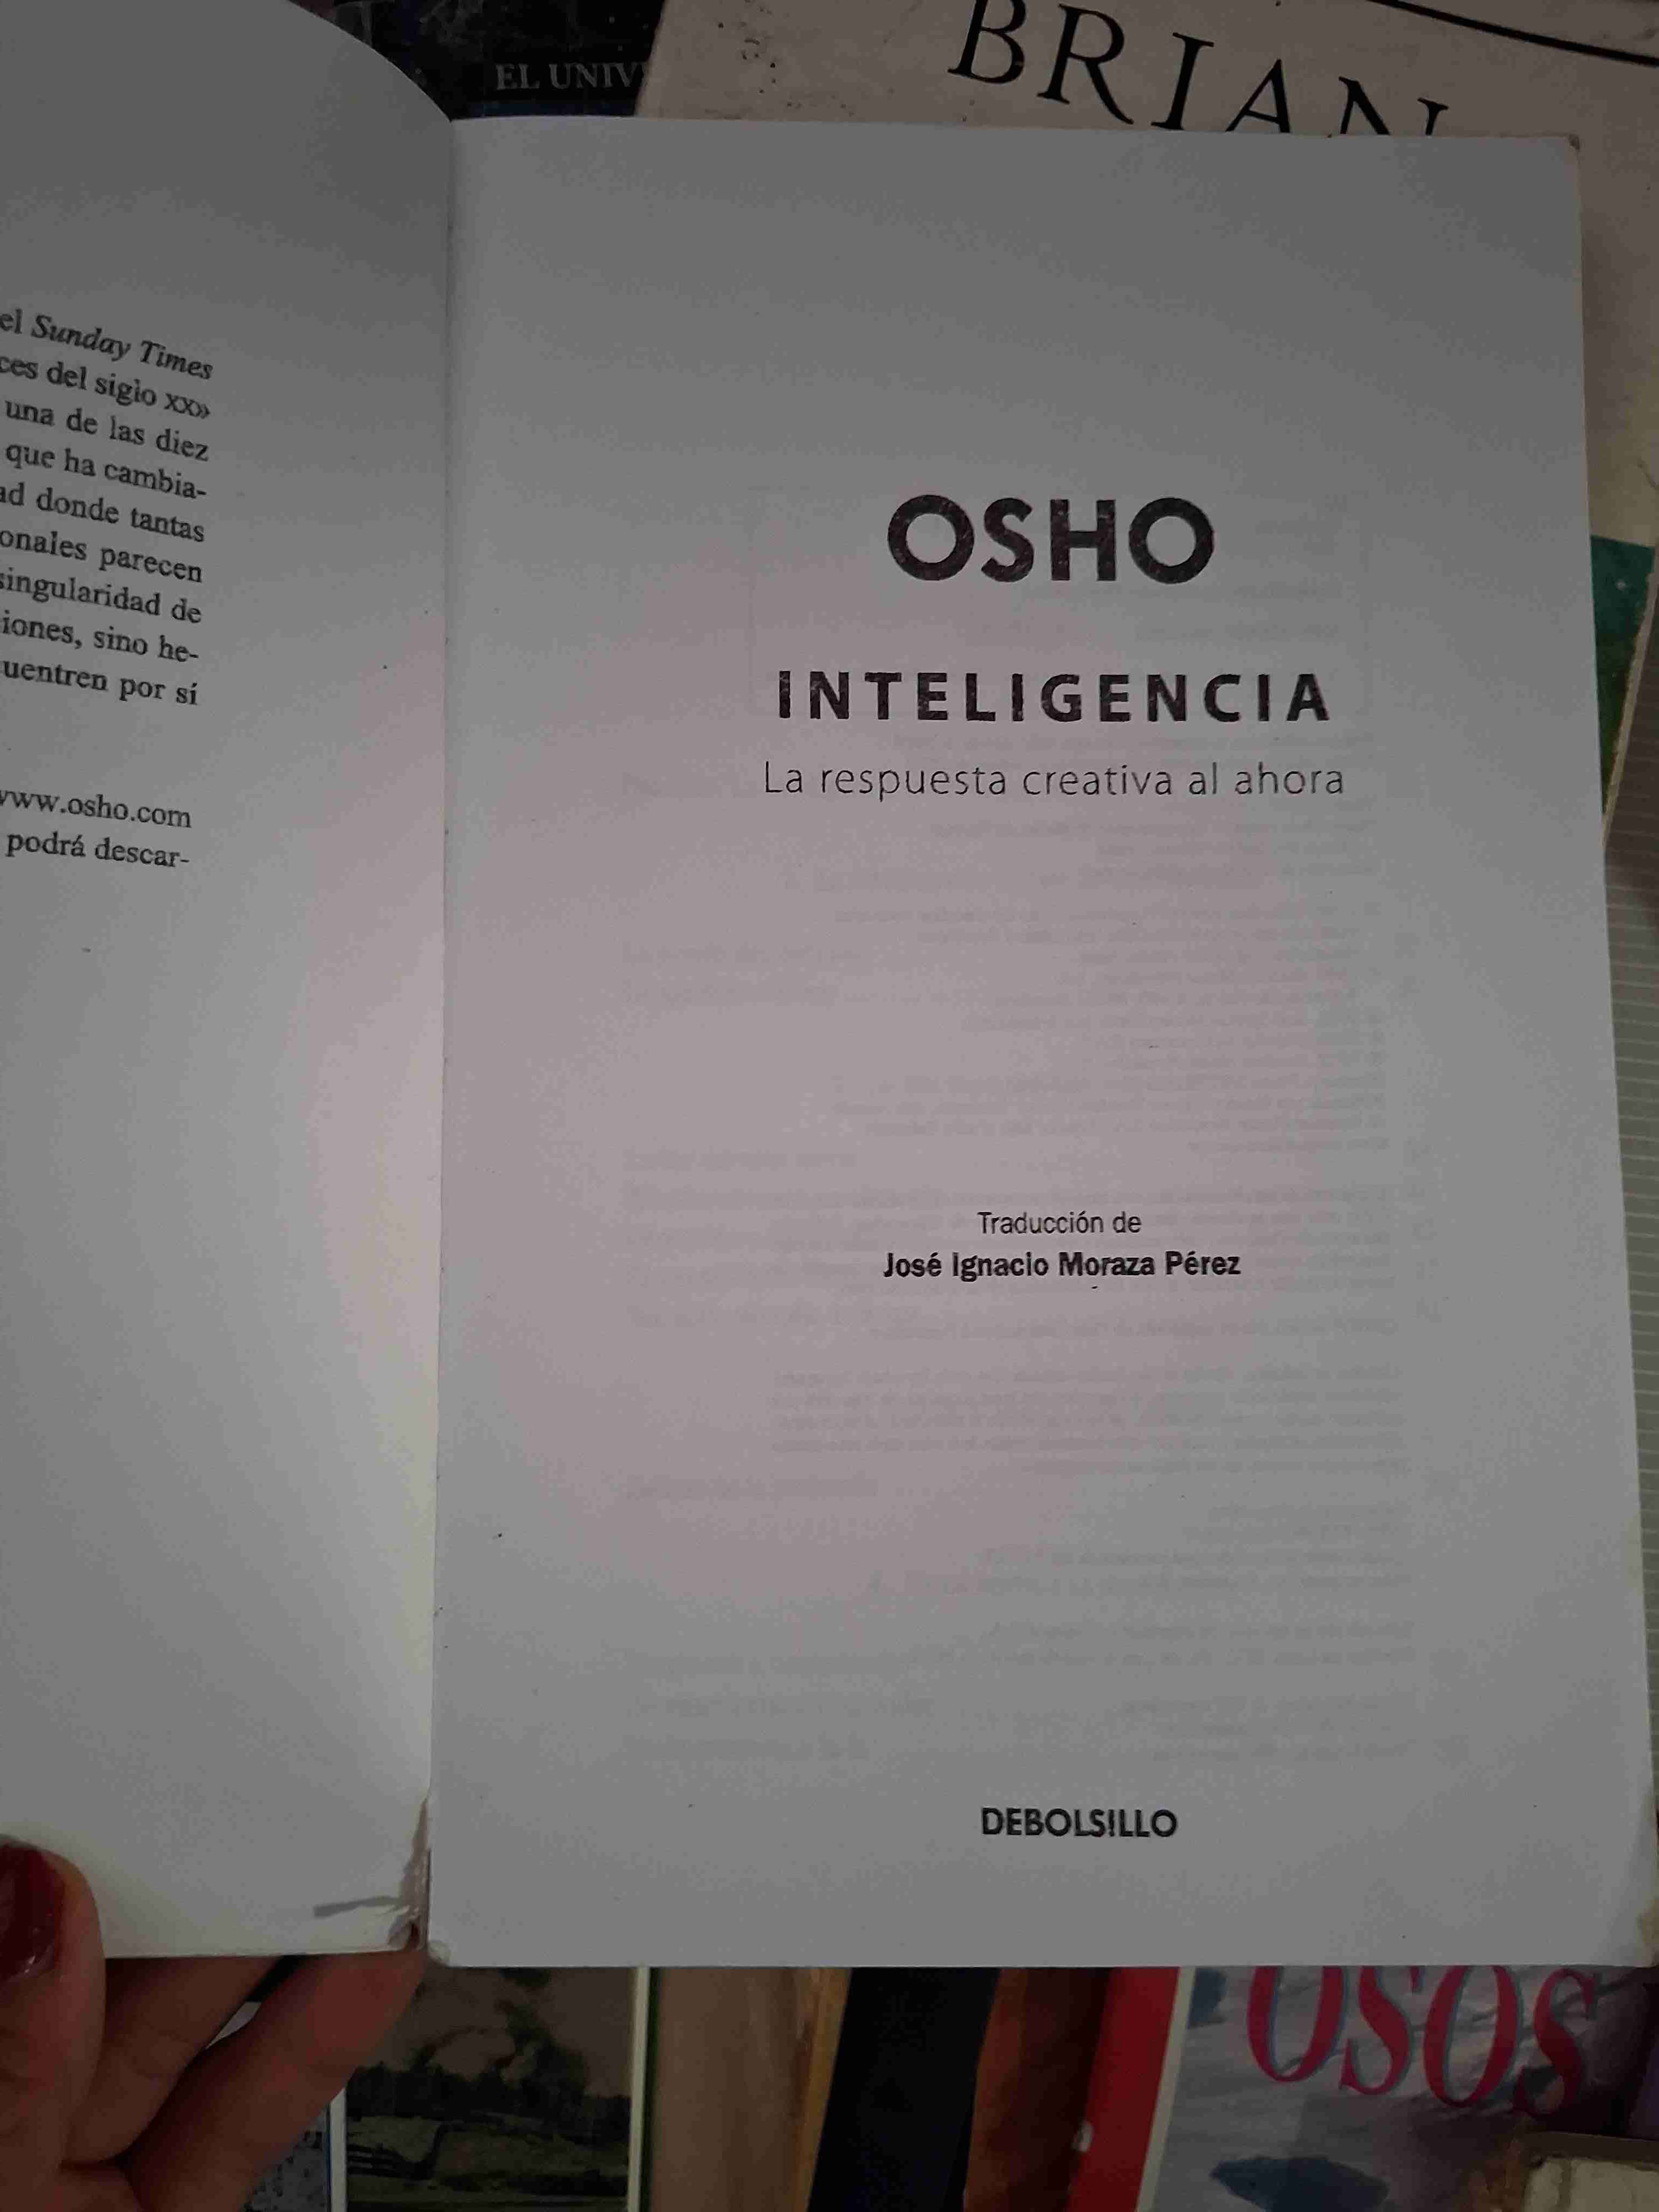 EL UNIV
BRIAN
el Sunday Times
ces del siglo XX»
una de las diez
que ha cambia-
ad donde tantas
onales parecen
singularidad de
iones, sino he-
uentren por sí
www.osho.com
podrá descar-
OSHO
INTELIGENCIA
La respuesta creativa al ahora
Traducción de
José Ignacio Moraza Pérez
DEBOLSILLO
OSOS